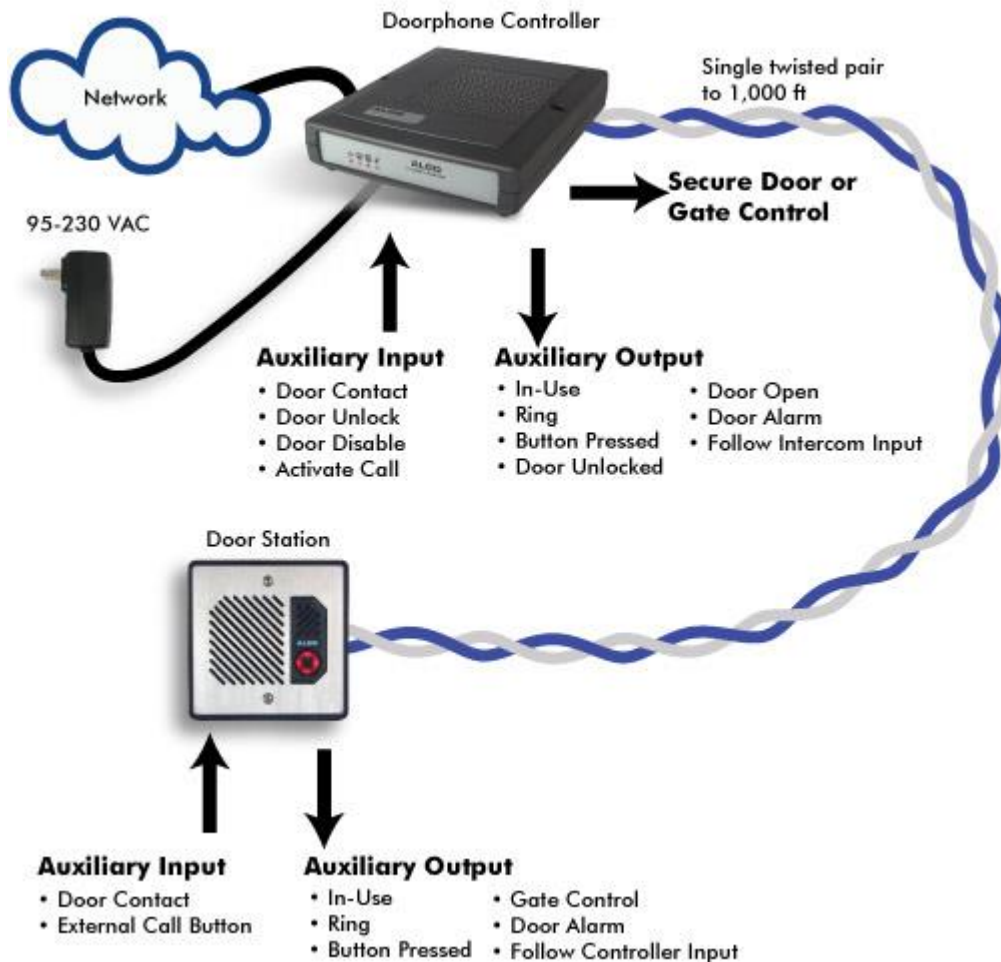 Doorphone Controller
Network
Single twisted pair
to 1,000 ft
Secure Door or
Gate Control
95-230 VAC
Auxiliary Input
• Door Contact
• Door Unlock
• Door Disable
• Activate Call
Auxiliary Output
• In-Use
• Ring
• Button Pressed
• Door Unlocked
• Door Open
• Door Alarm
• Follow Intercom Input
Door Station
Auxiliary Input
• Door Contact
• External Call Button
Auxiliary Output
• In-Use
• Ring
• Button Pressed
• Gate Control
• Door Alarm
• Follow Controller Input